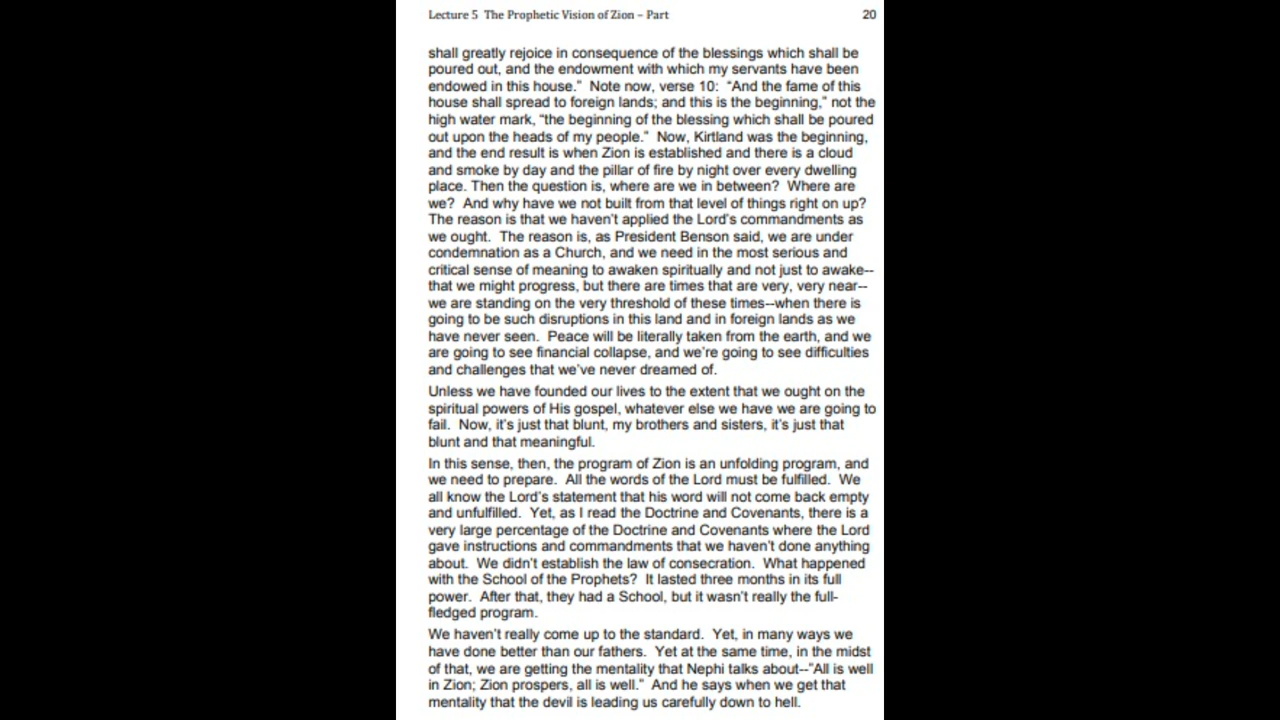 Lecture 5 The Prophetic Vision of Zion – Part 20
shall greatly rejoice in consequence of the blessings which shall be
poured out, and the endowment with which my servants have been
endowed in this house.” Note now, verse 10: “And the fame of this
house shall spread to foreign lands; and this is the beginning,” not the
high water mark, “the beginning of the blessing which shall be poured
out upon the heads of my people.” Now, Kirtland was the beginning,
and the end result is when Zion is established and there is a cloud
and smoke by day and the pillar of fire by night over every dwelling
place. Then the question is, where are we in between? Where are
we? And why have we not built from that level of things right on up?
The reason is that we haven’t applied the Lord’s commandments as
we ought. The reason is, as President Benson said, we are under
condemnation as a Church, and we need in the most serious and
critical sense of meaning to awaken spiritually and not just to awake--
that we might progress, but there are times that are very, very near--
we are standing on the very threshold of these times--when there is
going to be such disruptions in this land and in foreign lands as we
have never seen. Peace will be literally taken from the earth, and we
are going to see financial collapse, and we’re going to see difficulties
and challenges that we’ve never dreamed of.
Unless we have founded our lives to the extent that we ought on the
spiritual powers of His gospel, whatever else we have we are going to
fail. Now, it’s just that blunt, my brothers and sisters, it’s just that
blunt and that meaningful.
In this sense, then, the program of Zion is an unfolding program, and
we need to prepare. All the words of the Lord must be fulfilled. We
all know the Lord’s statement that his word will not come back empty
and unfulfilled. Yet, as I read the Doctrine and Covenants, there is a
very large percentage of the Doctrine and Covenants where the Lord
gave instructions and commandments that we haven’t done anything
about. We didn’t establish the law of consecration. What happened
with the School of the Prophets? It lasted three months in its full
power. After that, they had a School, but it wasn’t really the full-
fledged program.
We haven’t really come up to the standard. Yet, in many ways we
have done better than our fathers. Yet at the same time, in the midst
of that, we are getting the mentality that Nephi talks about--“All is well
in Zion; Zion prospers, all is well.” And he says when we get that
mentality that the devil is leading us carefully down to hell.